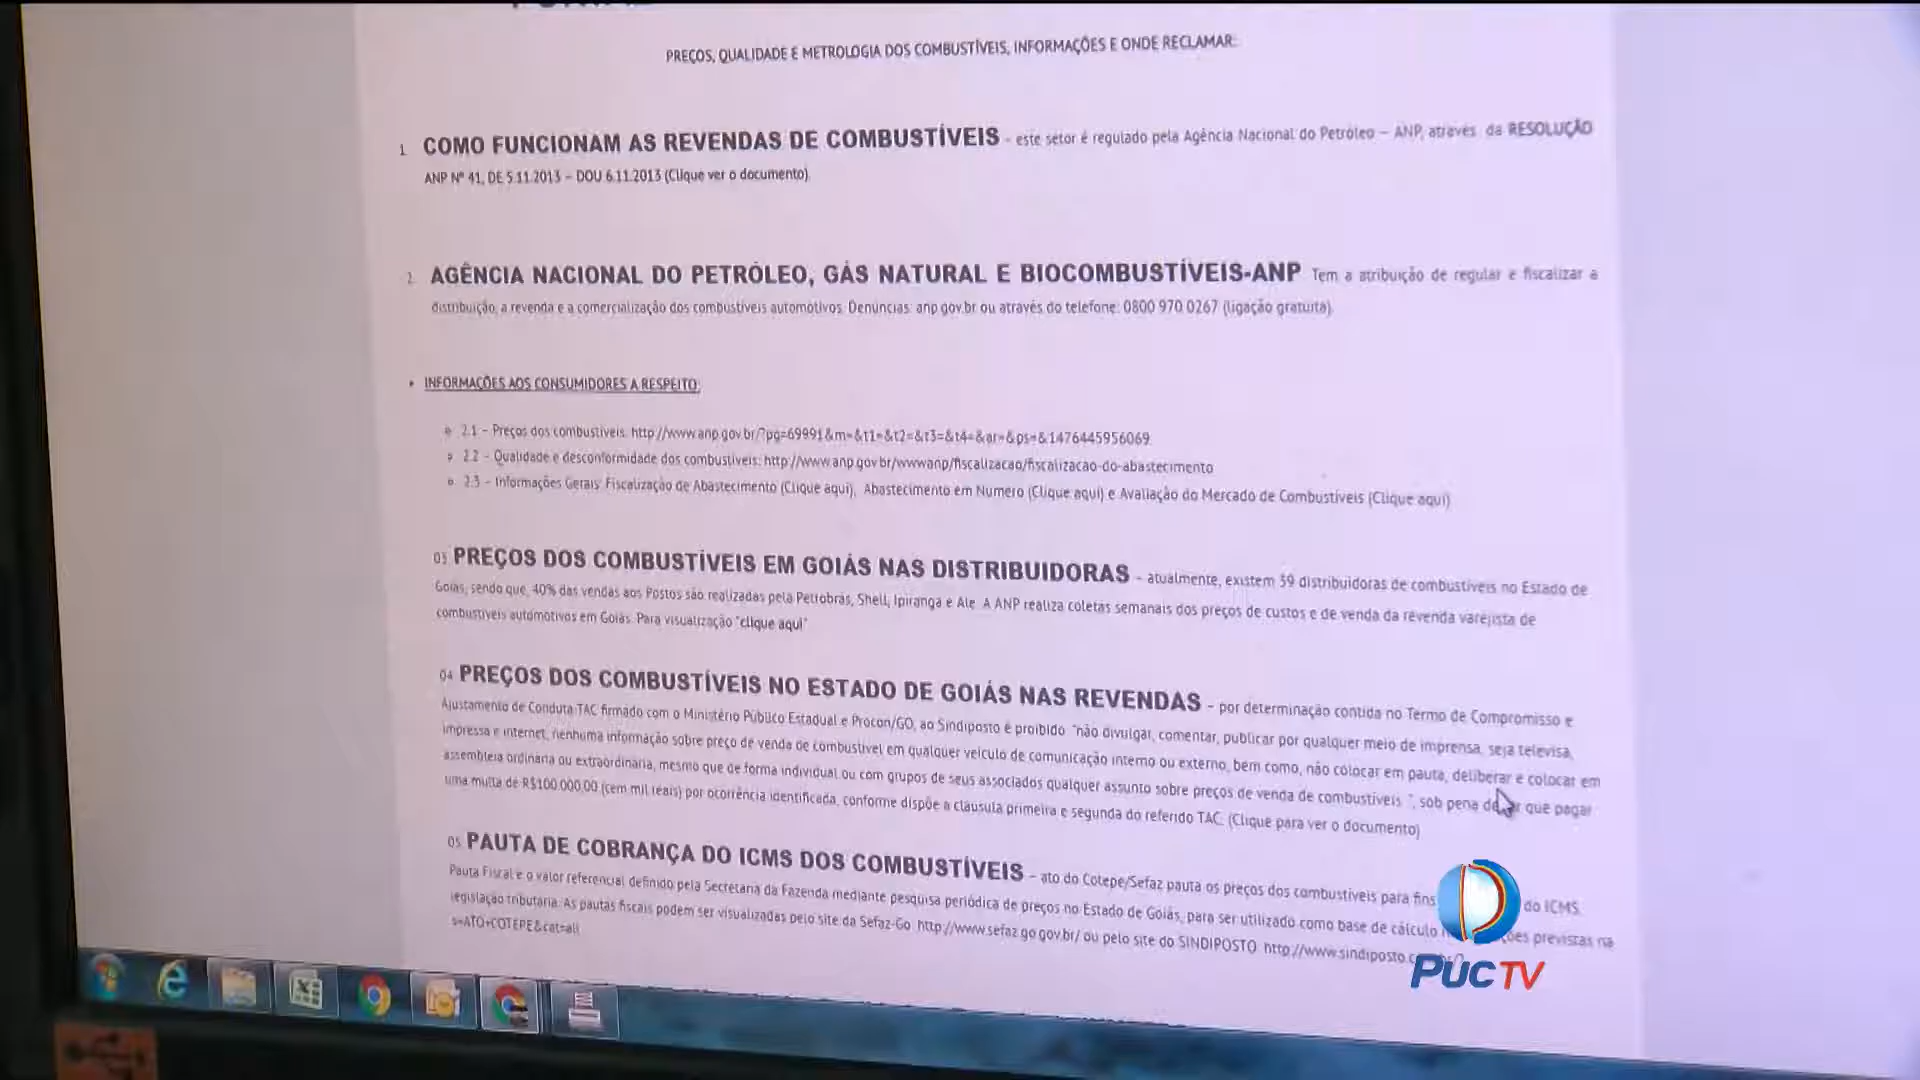 PREÇOS, QUALIDADE E METROLOGIA DOS COMBUSTÍVEIS, INFORMAÇÕES E ONDE RECLAMAR:
1. COMO FUNCIONAM AS REVENDAS DE COMBUSTÍVEIS - este setor é regulado pela Agência Nacional do Petróleo – ANP, através da RESOLUÇÃO
ANP Nº 41, DE 5.11.2013 – DOU 6.11.2013 (Clique ver o documento).
2. AGÊNCIA NACIONAL DO PETRÓLEO, GÁS NATURAL E BIOCOMBUSTÍVEIS-ANP Tem a atribuição de regular e fiscalizar a
distribuição, a revenda e a comercialização dos combustíveis automotivos. Denúncias: anp.gov.br ou através do telefone: 0800 970 0267 (ligação gratuita).
INFORMAÇÕES AOS CONSUMIDORES A RESPEITO:
2.1 – Preços dos combustíveis: http://www.anp.gov.br/?pg=69991&m=&t1=&t2=&t3=&t4=&ar=&ps=&1476445956069
2.2 – Qualidade e desconformidade dos combustíveis: http://www.anp.gov.br/wwwanp/fiscalizacao/fiscalizacao-do-abastecimento
2.3 – Informações Gerais: Fiscalização de Abastecimento (Clique aqui), Abastecimento em Numero (Clique aqui) e Avaliação do Mercado de Combustíveis (Clique aqui)
03. PREÇOS DOS COMBUSTÍVEIS EM GOIÁS NAS DISTRIBUIDORAS – atualmente, existem 39 distribuidoras de combustíveis no Estado de
Goiás, sendo que, 40% das vendas aos Postos são realizadas pela Petrobrás, Shell, Ipiranga e Ale. A ANP realiza coletas semanais dos preços de custos e de venda da revenda varejista de
combustíveis automotivos em Goiás. Para visualização "clique aqui"
04. PREÇOS DOS COMBUSTÍVEIS NO ESTADO DE GOIÁS NAS REVENDAS – por determinação contida no Termo de Compromisso e
Ajustamento de Conduta TAC firmado com o Ministério Público Estadual e Procon/GO, ao Sindiposto é proibido "não divulgar, comentar, publicar por qualquer meio de imprensa, seja televisa,
impressa e internet, nenhuma informação sobre preço de venda de combustível em qualquer veículo de comunicação interno ou externo, bem como, não colocar em pauta, deliberar e colocar em
assembleia ordinária ou extraordinária, mesmo que de forma individual ou com grupos de seus associados qualquer assunto sobre preços de venda de combustíveis ", sob pena de que pagar
uma multa de R$100.000,00 (cem mil reais) por ocorrência identificada, conforme dispõe a cláusula primeira e segunda do referido TAC. (Clique para ver o documento)
05. PAUTA DE COBRANÇA DO ICMS DOS COMBUSTÍVEIS – ato do Cotepe/Sefaz pauta os preços dos combustíveis para fins do ICMS.
Pauta Fiscal é o valor referencial definido pela Secretaria da Fazenda mediante pesquisa periódica de preços no Estado de Goiás, para ser utilizado como base de cálculo previstas na
legislação tributária. As pautas fiscais podem ser visualizadas pelo site da Sefaz-Go http://www.sefaz.go.gov.br/ ou pelo site do SINDIPOSTO http://www.sindiposto.c
s=ATO+COTEPE&cat=all
PUC TV